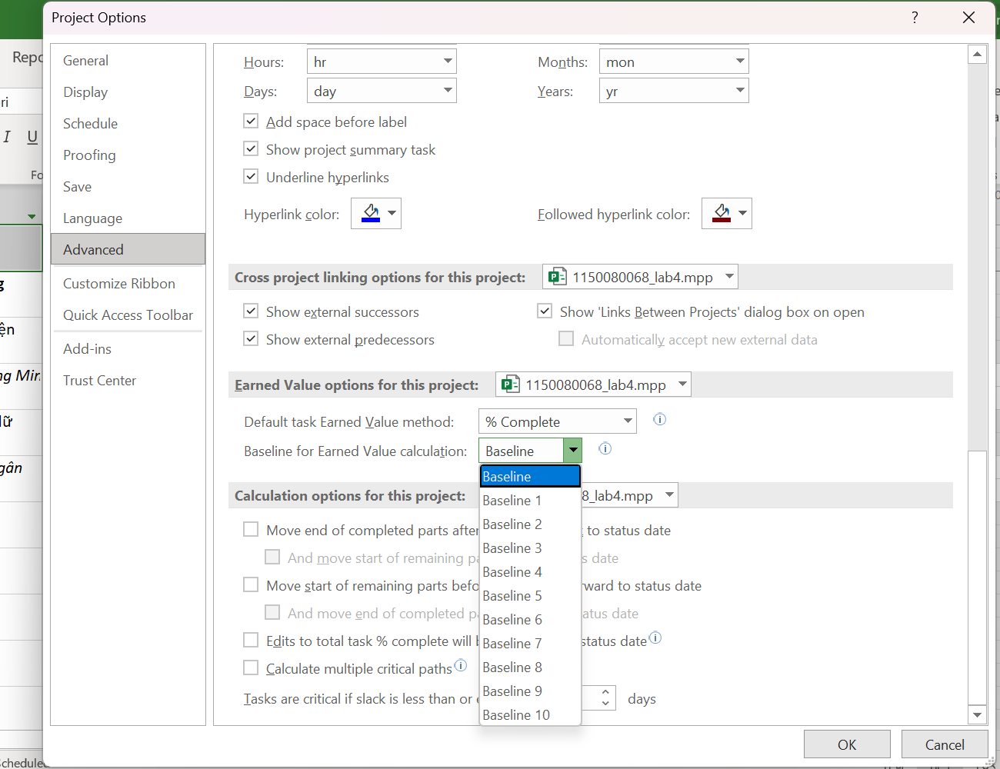 Project Options
?
Repo
General
Display
Schedule
Proofing
Save
Language
Advanced
Customize Ribbon
Quick Access Toolbar
Add-ins
Trust Center
ri
I U
Fo
g
ện
ng Min
lữ
gân
Scheduled
Hours: hr
Months: mon
Days: day
Years: yr
Add space before label
Show project summary task
Underline hyperlinks
Hyperlink color:
Followed hyperlink color:
Cross project linking options for this project: 1150080068_lab4.mpp
Show external successors
Show 'Links Between Projects' dialog box on open
Show external predecessors
Automatically accept new external data
Earned Value options for this project: 1150080068_lab4.mpp
Default task Earned Value method: % Complete
Baseline for Earned Value calculation: Baseline
Baseline
Baseline 1
Baseline 2
Baseline 3
Baseline 4
Baseline 5
Baseline 6
Baseline 7
Baseline 8
Baseline 9
Baseline 10
Calculation options for this project: 8_lab4.mpp
Move end of completed parts after to status date
And move start of remaining pa s date
Move start of remaining parts befo rward to status date
And move end of completed p atus date
Edits to total task % complete will b status date
Calculate multiple critical paths
Tasks are critical if slack is less than or e days
OK
Cancel